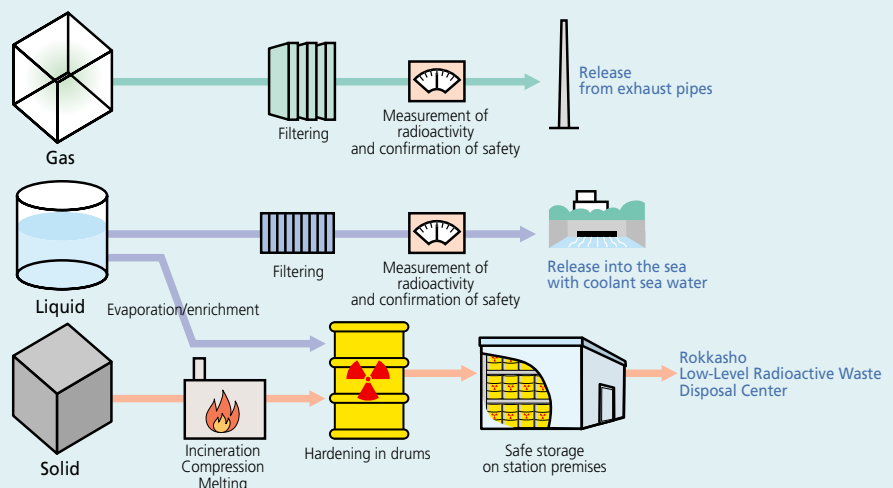 Gas
Filtering
Measurement of
radioactivity
and confirmation of safety
Release
from exhaust pipes
Liquid
Filtering
Measurement of
radioactivity
and confirmation of safety
Release into the sea
with coolant sea water
Evaporation/enrichment
Solid
Incineration
Compression
Melting
Hardening in drums
Safe storage
on station premises
Rokkasho
Low-Level Radioactive Waste
Disposal Center